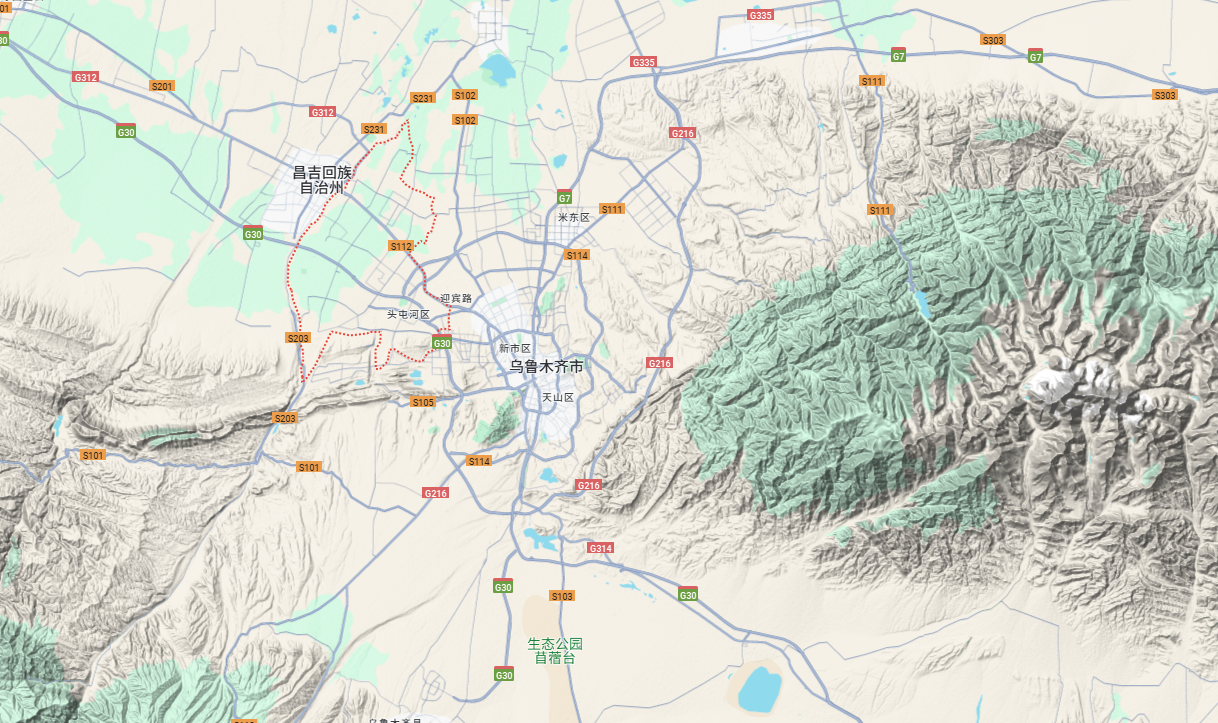 01
G335
S303
30
G7
G7
G335
G312
S201
S111
S303
S231
S102
G312
S102
G30
S231
G216
昌吉回族
自治州
G7
S111
S111
米东区
G30
S112
S114
迎宾路
头屯河区
S203
G30
新市区
乌鲁木齐市
G216
天山区
S105
S203
S101
S114
S101
G216
G216
G314
G30
S103
G30
生态公园
苜蓿台
G30